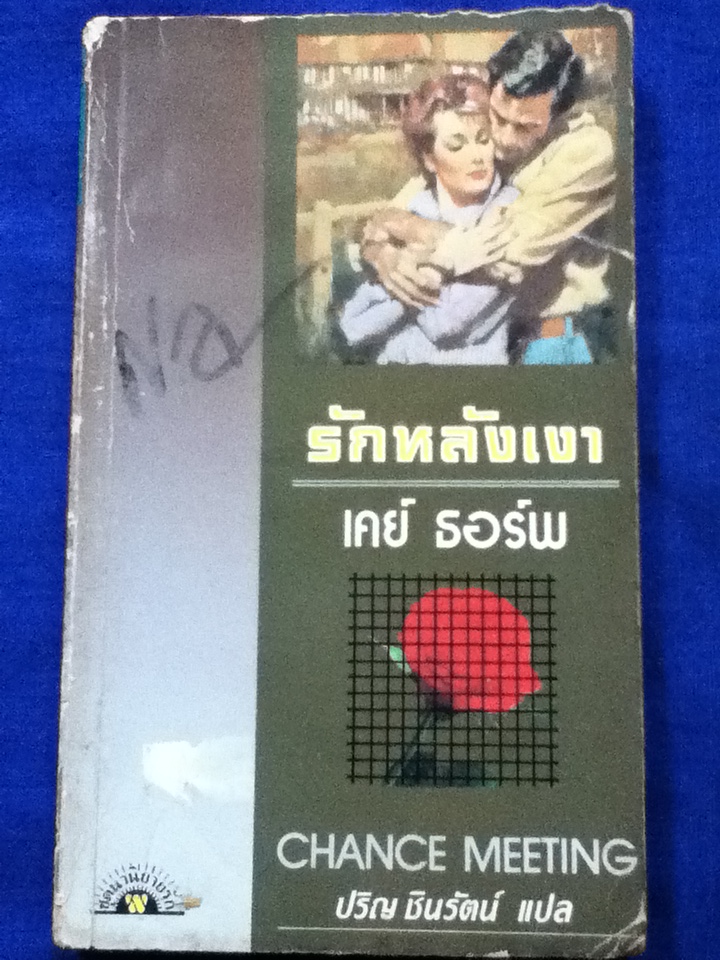 รักหลังเงา
เคย์ ธอร์พ
CHANCE MEETING
ปริญ ชินรัตน์ แปล